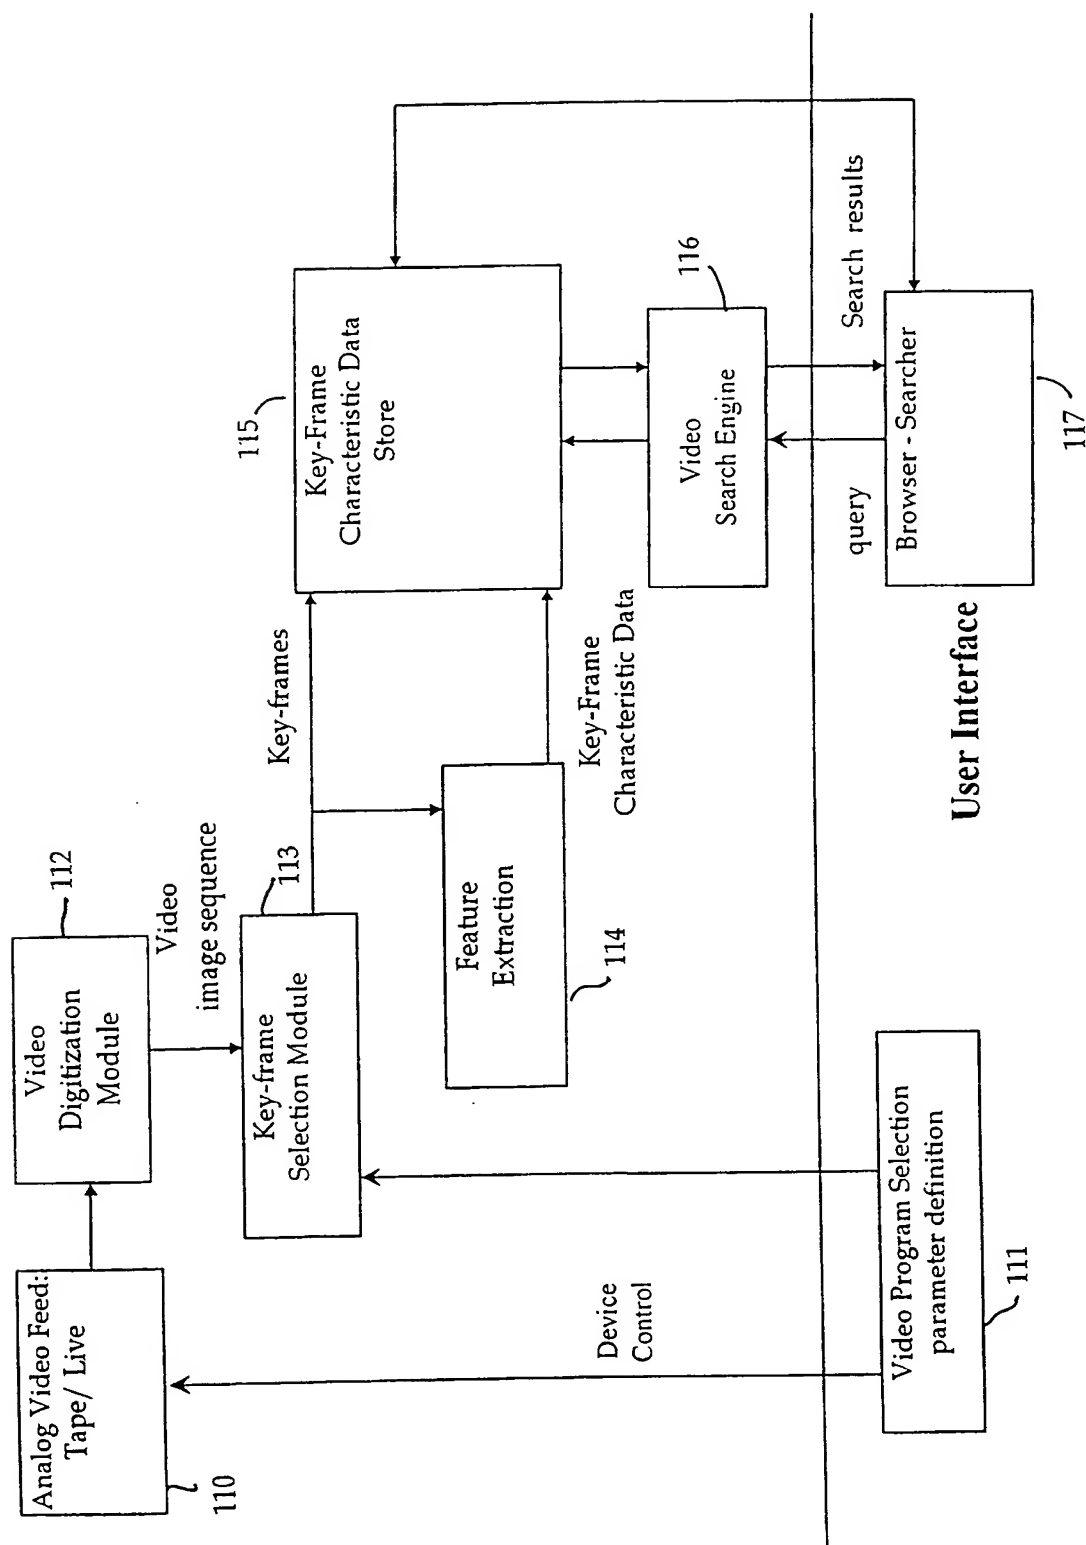 Analog Video Feed:
Tape/ Live
110
Video
Digitization
Module
112
Video
image sequence
Key-frame
Selection Module
113
Key-frames
Feature
Extraction
114
Key-Frame
Characteristic Data
115
Key-Frame
Characteristic Data
Store
Video
Search Engine
116
Device
Control
query
Search results
Video Program Selection
parameter definition
111
User Interface
Browser - Searcher
117